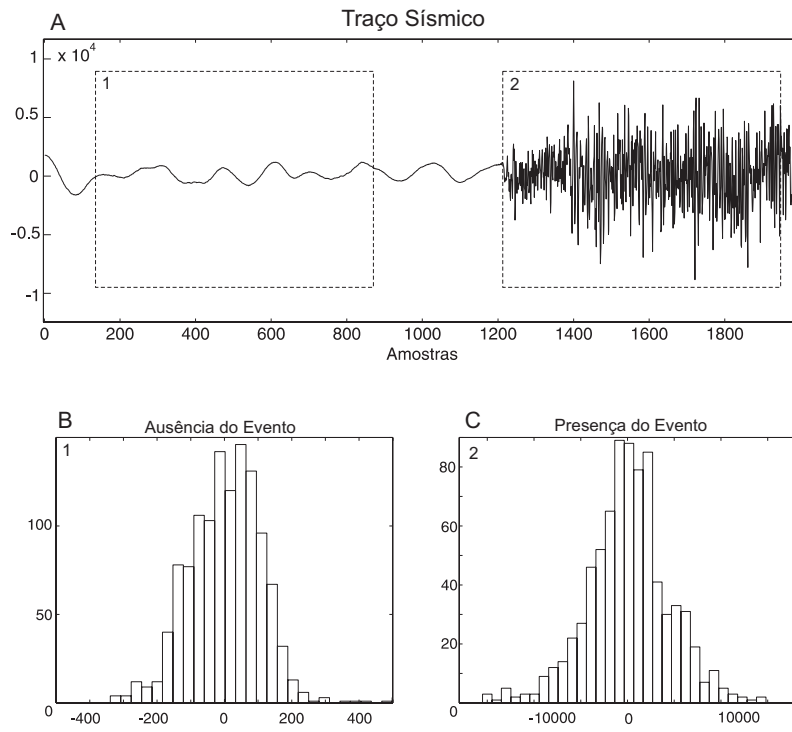 A
Traço Sísmico
x 10^4
1
0.5
0
-0.5
-1
1
2
0 200 400 600 800 1000 1200 1400 1600 1800
Amostras
B
Ausência do Evento
1
100
50
0
-400 -200 0 200 400
C
Presença do Evento
2
80
60
40
20
0
-10000 0 10000